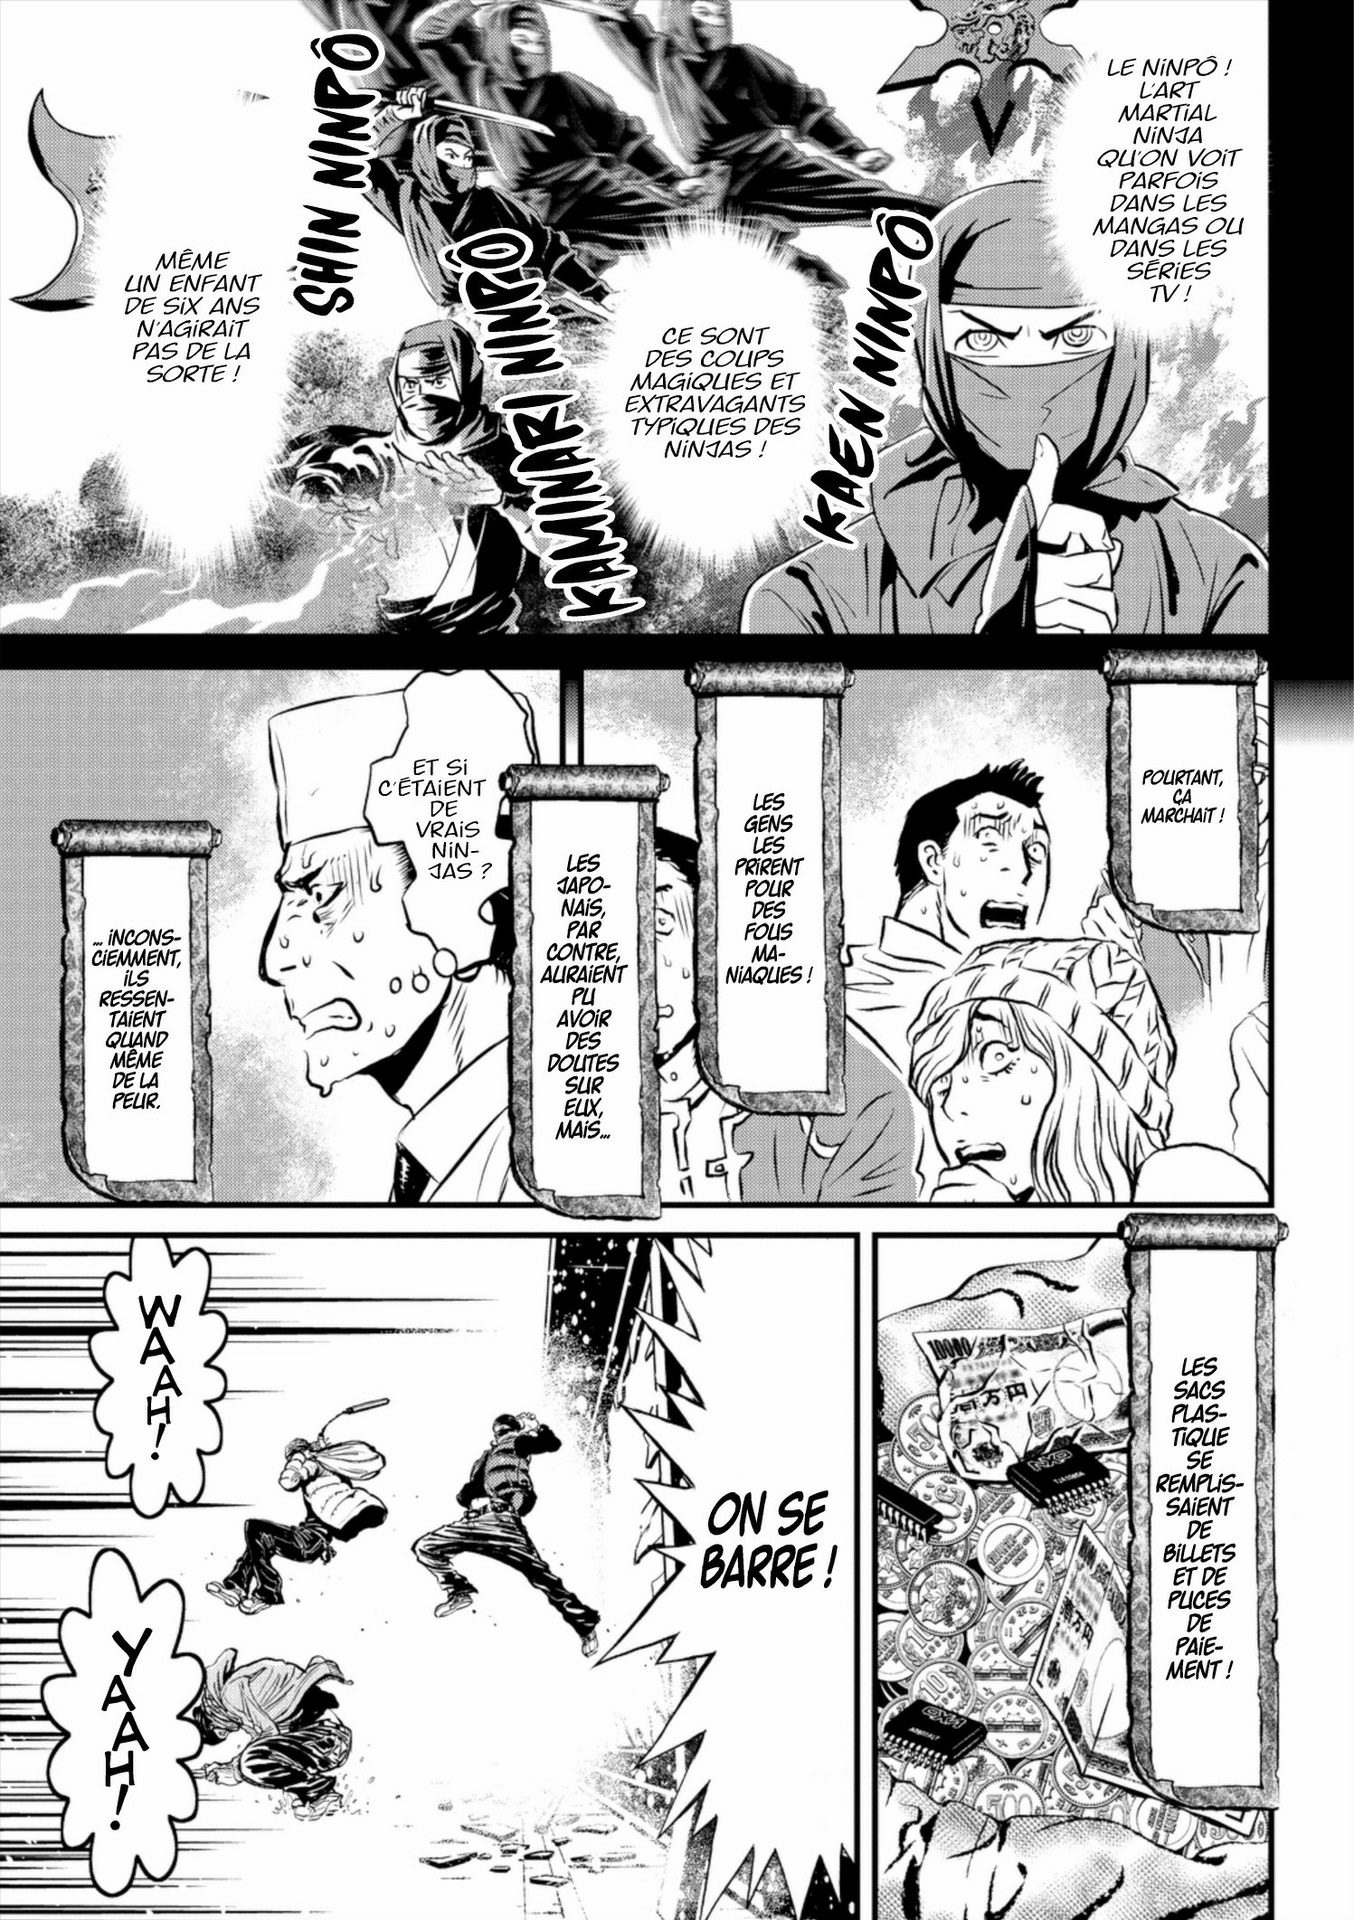 LE NINPÔ !
L'ART
MARTIAL
NINJA
QU'ON VOIT
PARFOIS
DANS LES
MANGAS OU
DANS LES
SÉRIES
TV !
KAEN NINPÔ
CE SONT
DES COUPS
MAGIQUES ET
EXTRAVAGANTS
TYPIQUES DES
NINJAS !
KAMINARI NINPÔ
SHIN NINPÔ
MÊME
UN ENFANT
DE SIX ANS
N'AGIRAIT
PAS DE LA
SORTE !
POURTANT,
ÇA
MARCHAIT !
LES
GENS
LES
PRIRENT
POUR
DES
FOUS
MA-
NIAQUES !
LES
JAPO-
NAIS,
PAR
CONTRE,
AURAIENT
PU
AVOIR
DES
DOUTES
SUR
EUX,
MAIS...
ET SI
C'ÉTAIENT
DE
VRAIS
NIN-
JAS ?
... INCONS-
CIEMMENT,
ILS
RESSEN-
TAIENT
QUAND
MÊME
DE LA
PEUR.
LES
SACS
PLAS-
TIQUE
SE
REMPLIS-
SAIENT
DE
BILLETS
ET DE
PUCES
DE
PAIE-
MENT !
10000
500
10
500
ON SE
BARRE !
WAAH !
YAAH !